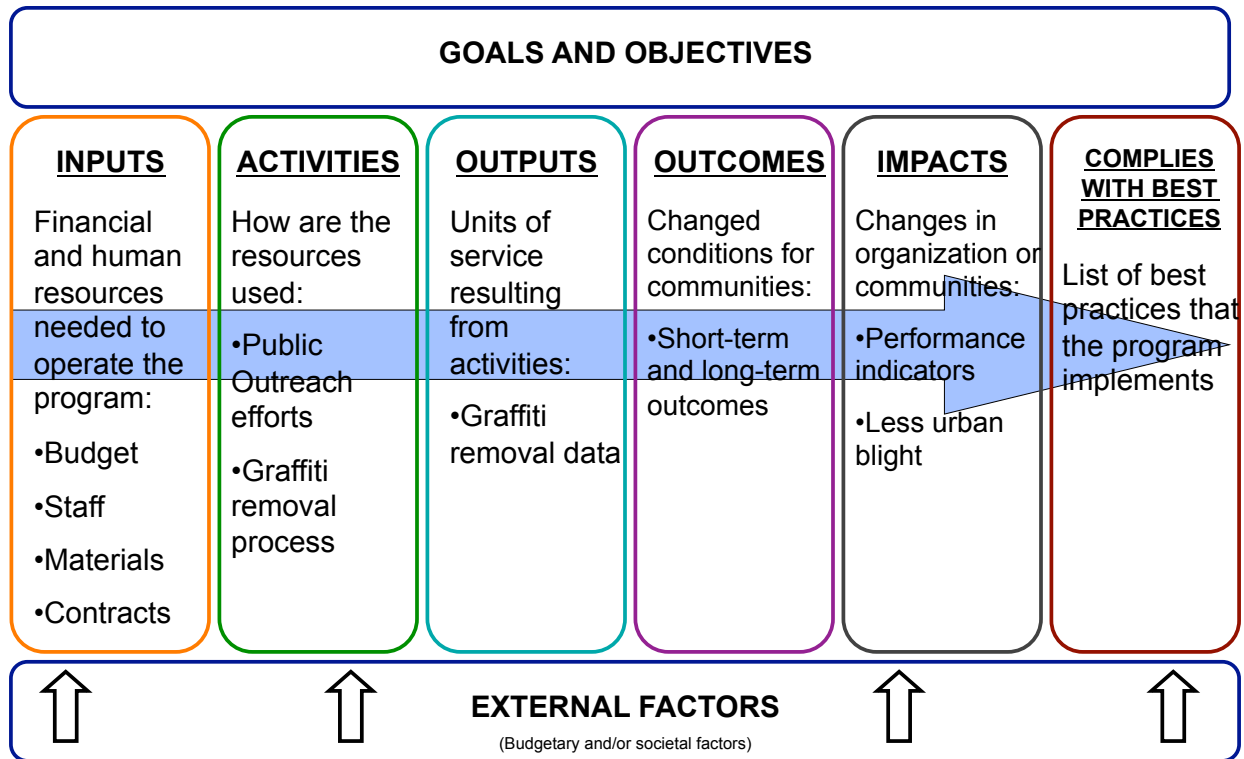 GOALS AND OBJECTIVES
INPUTS
Financial
and human
resources
needed to
operate the
program:
•Budget
•Staff
•Materials
•Contracts
ACTIVITIES
How are the
resources
used:
•Public
Outreach
efforts
•Graffiti
removal
process
OUTPUTS
Units of
service
resulting
from
activities:
•Graffiti
removal data
OUTCOMES
Changed
conditions for
communities:
•Short-term
and long-term
outcomes
IMPACTS
Changes in
organization or
communities:
•Performance
indicators
•Less urban
blight
COMPLIES
WITH BEST
PRACTICES
List of best
practices that
the program
implements
EXTERNAL FACTORS
(Budgetary and/or societal factors)